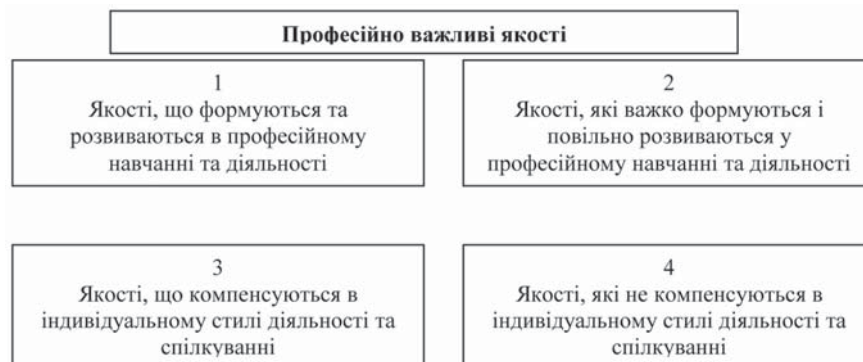 Професійно важливі якості
1
Якості, що формуються та
розвиваються в професійному
навчанні та діяльності
2
Якості, які важко формуються і
повільно розвиваються у
професійному навчанні та діяльності
3
Якості, що компенсуються в
індивідуальному стилі діяльності та
спілкуванні
4
Якості, які не компенсуються в
індивідуальному стилі діяльності та
спілкуванні